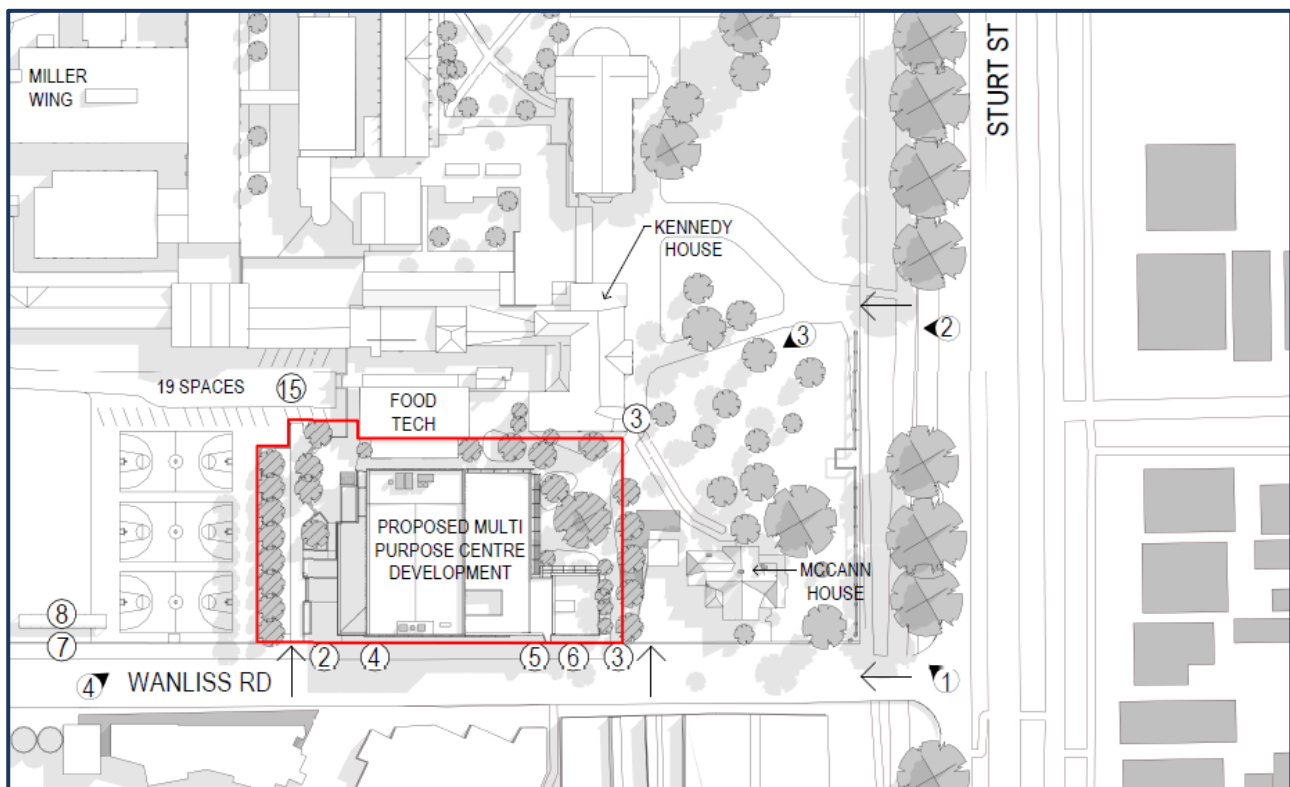 MILLER
WING
STURT ST
KENNEDY
HOUSE
2
3
19 SPACES
15
FOOD
TECH
3
PROPOSED MULTI
PURPOSE CENTRE
DEVELOPMENT
MCCANN
HOUSE
8
7
2
4
5
6
3
4
WANLISS RD
1